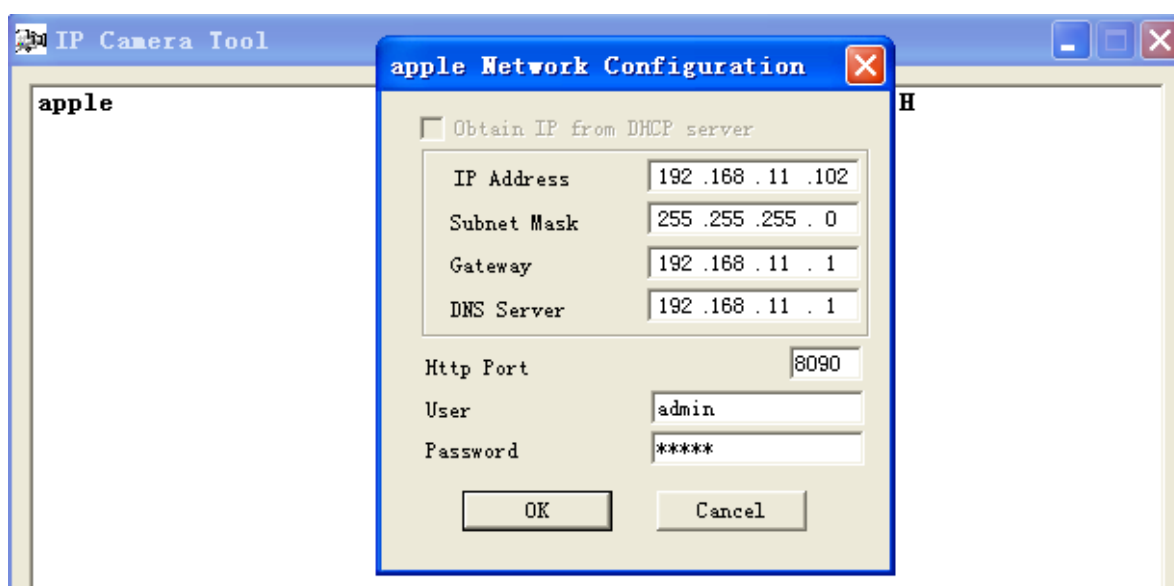 IP Camera Tool
apple Network Configuration
apple
H
Obtain IP from DHCP server
IP Address 192 .168 . 11 .102
Subnet Mask 255 .255 .255 . 0
Gateway 192 .168 . 11 . 1
DNS Server 192 .168 . 11 . 1
Http Port 8090
User admin
Password *****
OK Cancel